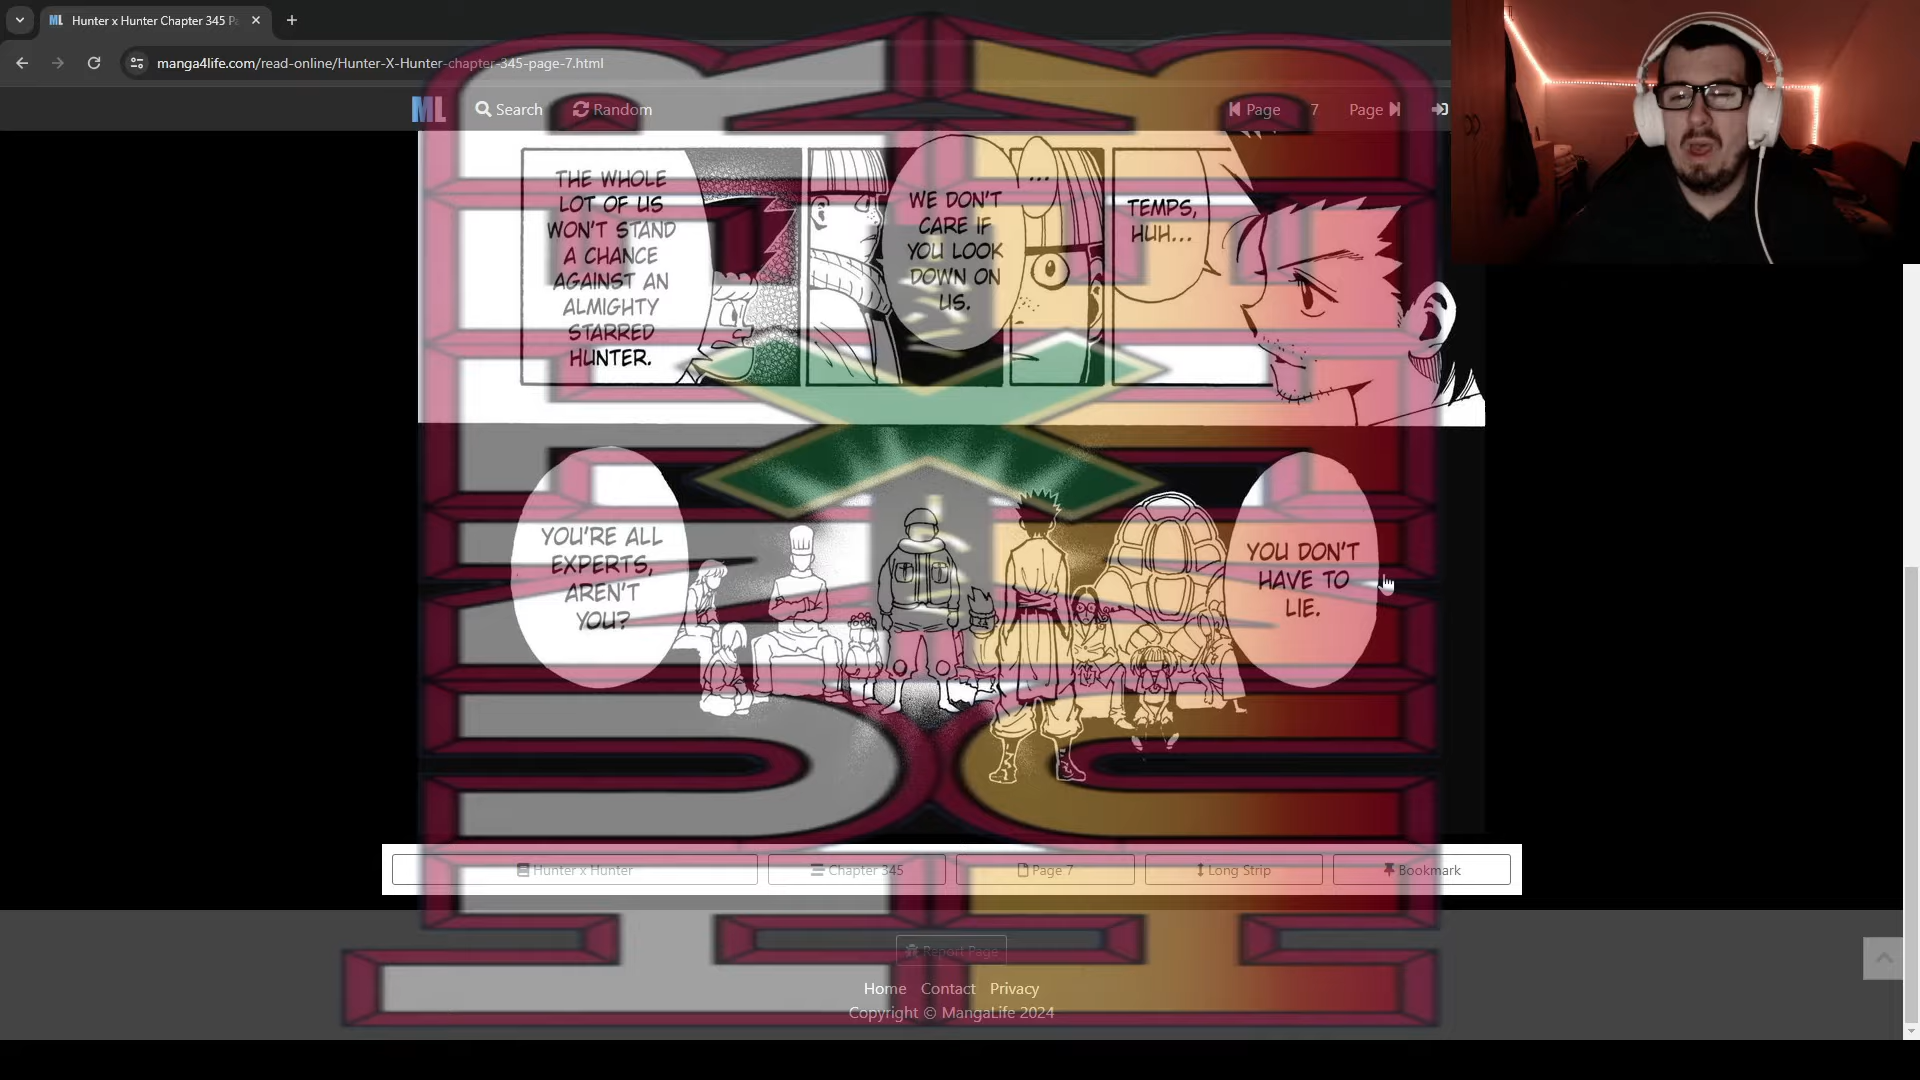 Hunter x Hunter Chapter 345 P
manga4life.com/read-online/Hunter-X-Hunter-chapter-345-page-7.html
ML
Search
Random
Page
7
Page
TEMPS,
HUH...
...
WE DON'T
CARE IF
YOU LOOK
DOWN ON
US.
THE WHOLE
LOT OF US
WON'T STAND
A CHANCE
AGAINST AN
ALMIGHTY
STARRED
HUNTER.
YOU DON'T
HAVE TO
LIE.
YOU'RE ALL
EXPERTS,
AREN'T
YOU?
Hunter x Hunter
Chapter 345
Page 7
Long Strip
Bookmark
Report Page
Home Contact Privacy
Copyright © MangaLife 2024